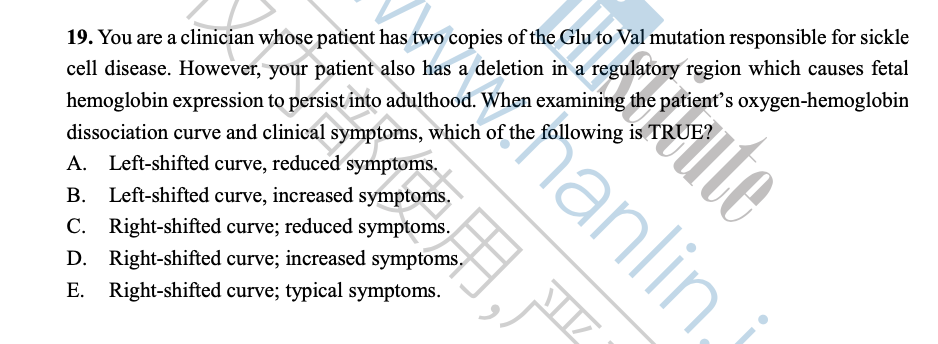 19. You are a clinician whose patient has two copies of the Glu to Val mutation responsible for sickle
cell disease. However, your patient also has a deletion in a regulatory region which causes fetal
hemoglobin expression to persist into adulthood. When examining the patient’s oxygen-hemoglobin
dissociation curve and clinical symptoms, which of the following is TRUE?
A. Left-shifted curve, reduced symptoms.
B. Left-shifted curve, increased symptoms.
C. Right-shifted curve; reduced symptoms.
D. Right-shifted curve; increased symptoms.
E. Right-shifted curve; typical symptoms.
www.hanlin.i